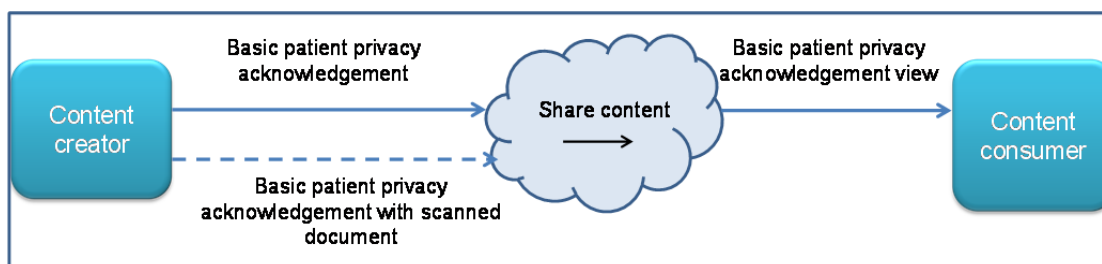 Basic patient privacy
acknowledgement
Basic patient privacy
acknowledgement view
Content
creator
Share content
Content
consumer
Basic patient privacy
acknowledgement with scanned
document